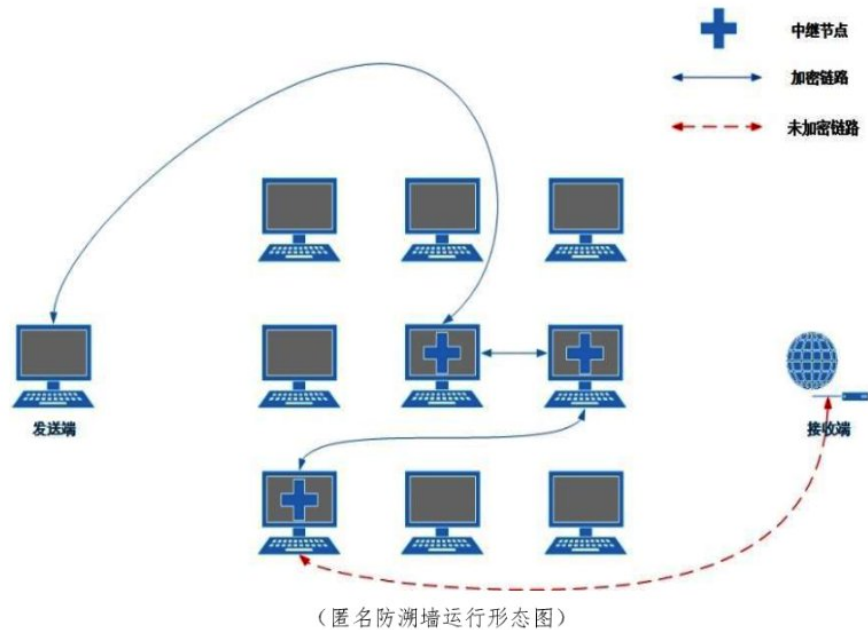 中继节点
加密链路
未加密链路
发送端
接收端
（匿名防溯墙运行形态图）